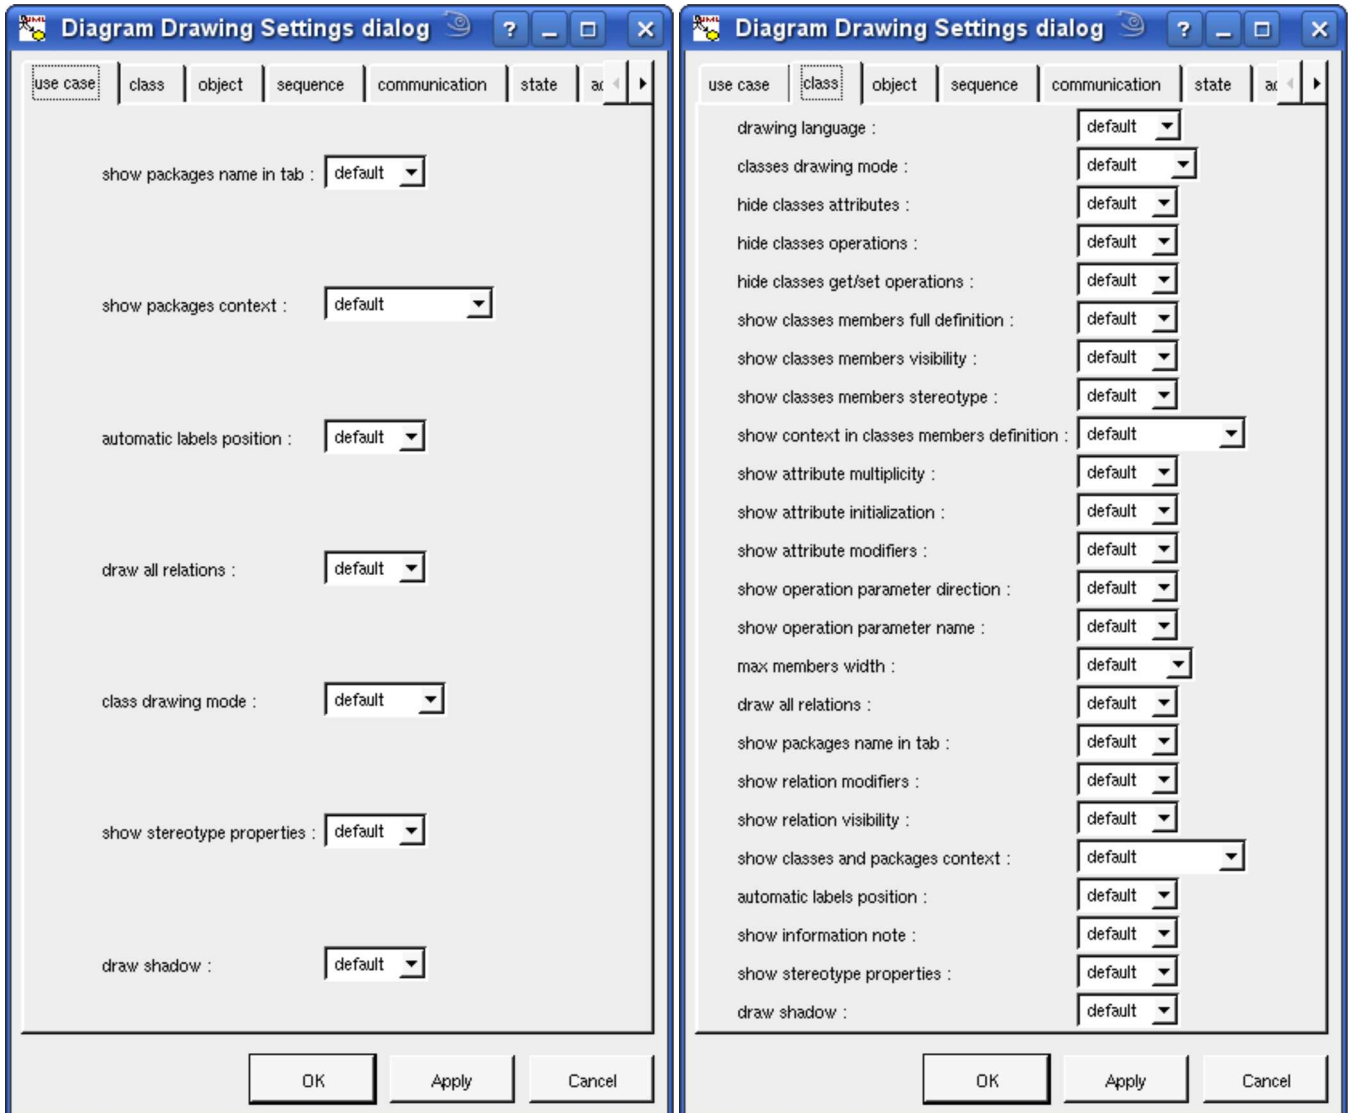 Diagram Drawing Settings dialog
use case class object sequence communication state
show packages name in tab : default
show packages context : default
automatic labels position : default
draw all relations : default
class drawing mode : default
show stereotype properties : default
draw shadow : default
OK Apply Cancel
Diagram Drawing Settings dialog
use case class object sequence communication state
drawing language : default
classes drawing mode : default
hide classes attributes : default
hide classes operations : default
hide classes get/set operations : default
show classes members full definition : default
show classes members visibility : default
show classes members stereotype : default
show context in classes members definition : default
show attribute multiplicity : default
show attribute initialization : default
show attribute modifiers : default
show operation parameter direction : default
show operation parameter name : default
max members width : default
draw all relations : default
show packages name in tab : default
show relation modifiers : default
show relation visibility : default
show classes and packages context : default
automatic labels position : default
show information note : default
show stereotype properties : default
draw shadow : default
OK Apply Cancel